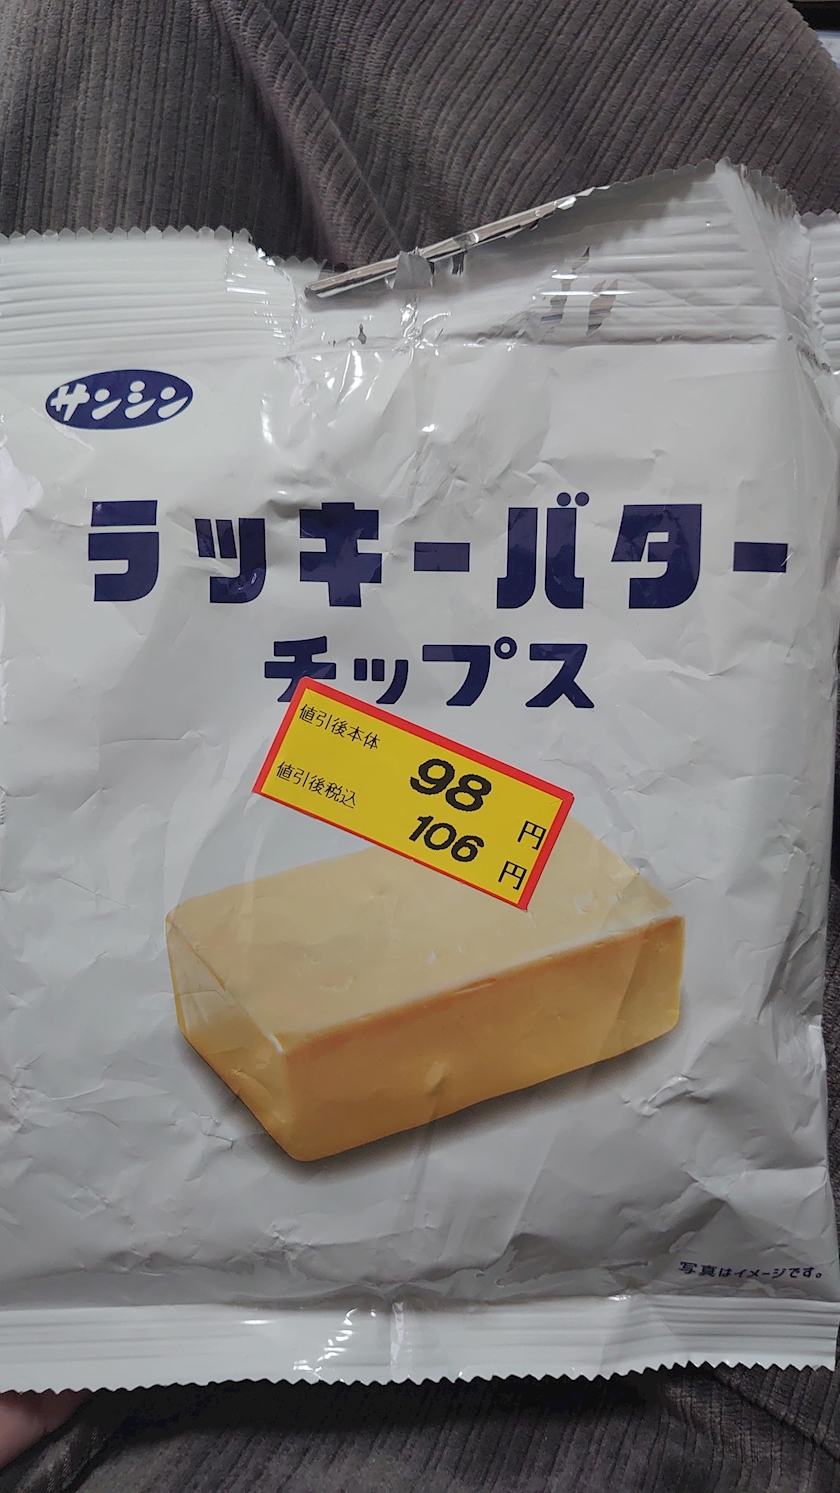 サンシン
ラッキーバター
チップス
値引後本体 98 円
値引後税込 106 円
写真はイメージです。